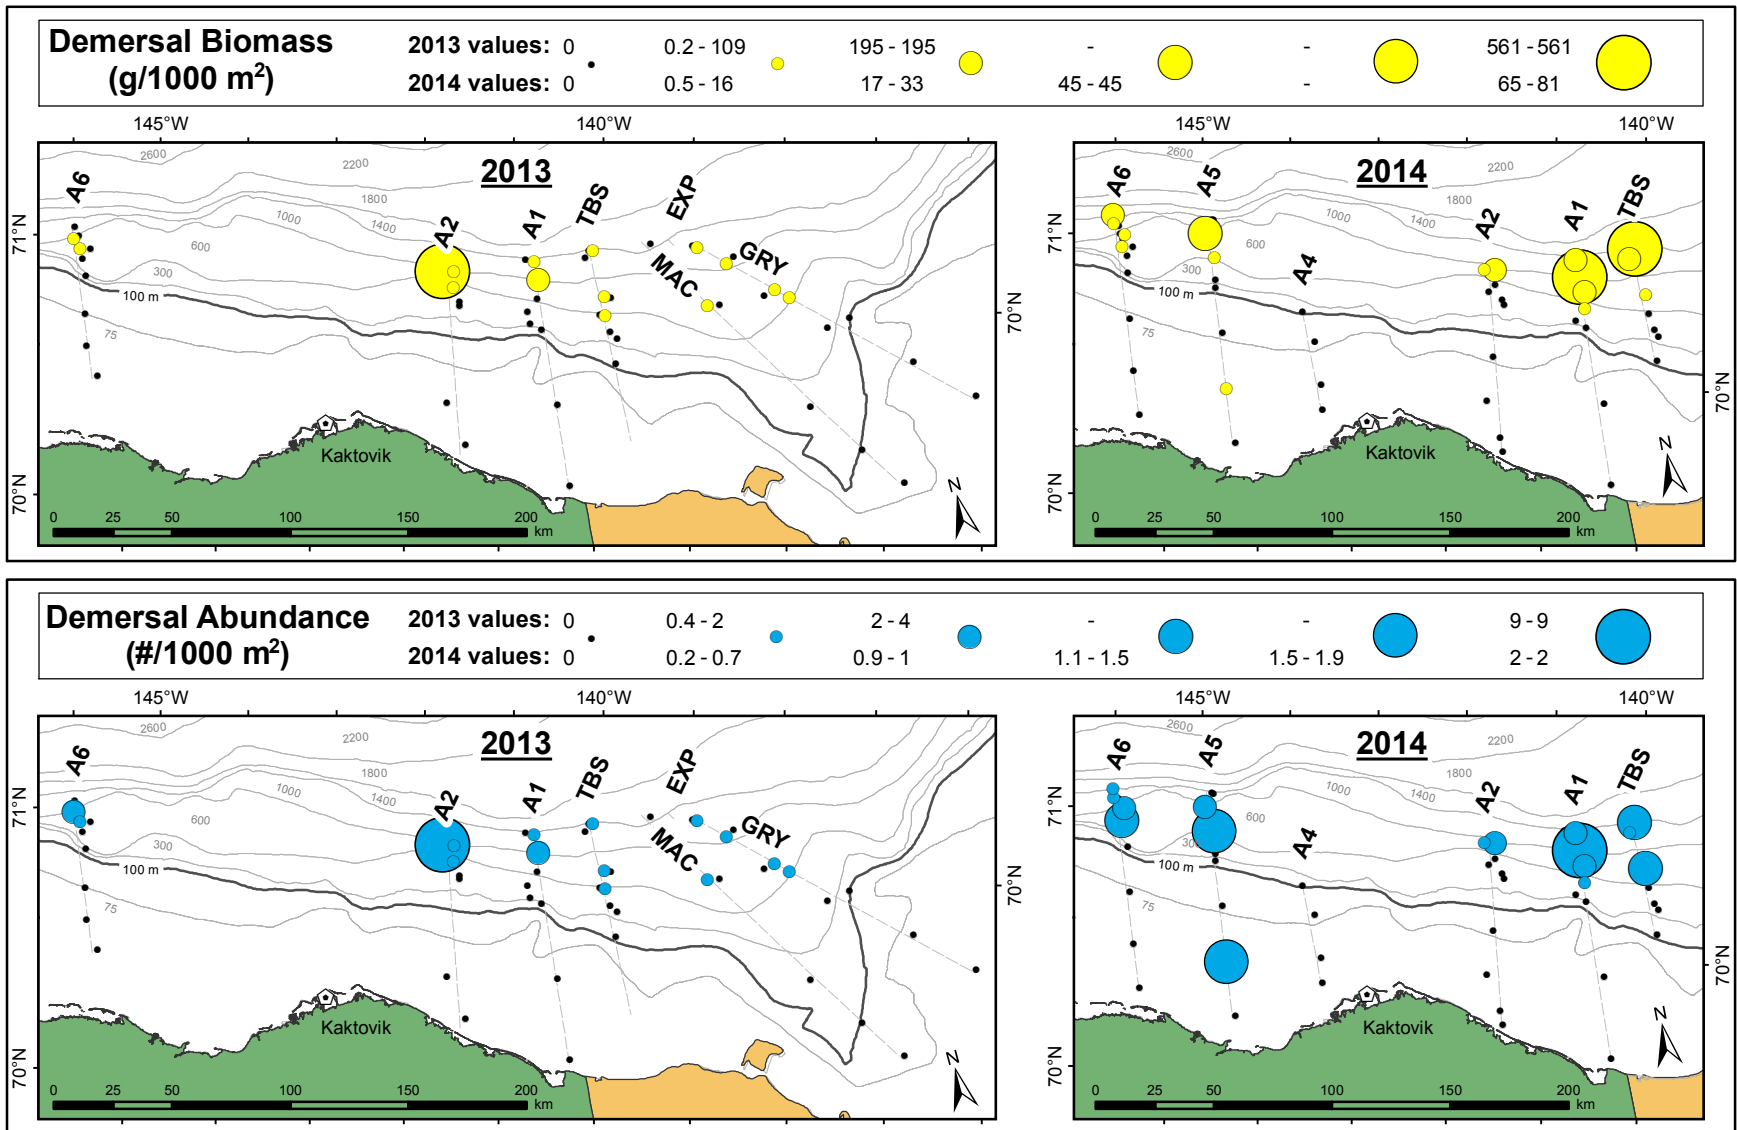 Demersal Biomass
(g/1000 m²)
2013 values: 0 0.2 - 109 195 - 195 - - 561 - 561
2014 values: 0 0.5 - 16 17 - 33 45 - 45 - 65 - 81
145°W 140°W
2013
A6 A2 A1 TBS EXP MAC GRY
2600 2200 1800 1400 1000 600 300 100 m 75
71°N
70°N
70°N
Kaktovik
N
0 25 50 100 150 200 km
145°W 140°W
2014
A6 A5 A4 A2 A1 TBS
2600 2200 1800 1400 1000 600 300 100 m 75
71°N
70°N
70°N
Kaktovik
N
0 25 50 100 150 200 km
Demersal Abundance
(#/1000 m²)
2013 values: 0 0.4 - 2 2 - 4 - - 9 - 9
2014 values: 0 0.2 - 0.7 0.9 - 1 1.1 - 1.5 1.5 - 1.9 2 - 2
145°W 140°W
2013
A6 A2 A1 TBS EXP MAC GRY
2600 2200 1800 1400 1000 600 300 100 m 75
71°N
70°N
70°N
Kaktovik
N
0 25 50 100 150 200 km
145°W 140°W
2014
A6 A5 A4 A2 A1 TBS
2600 2200 1800 1400 1000 600 300 100 m 75
71°N
70°N
70°N
Kaktovik
N
0 25 50 100 150 200 km